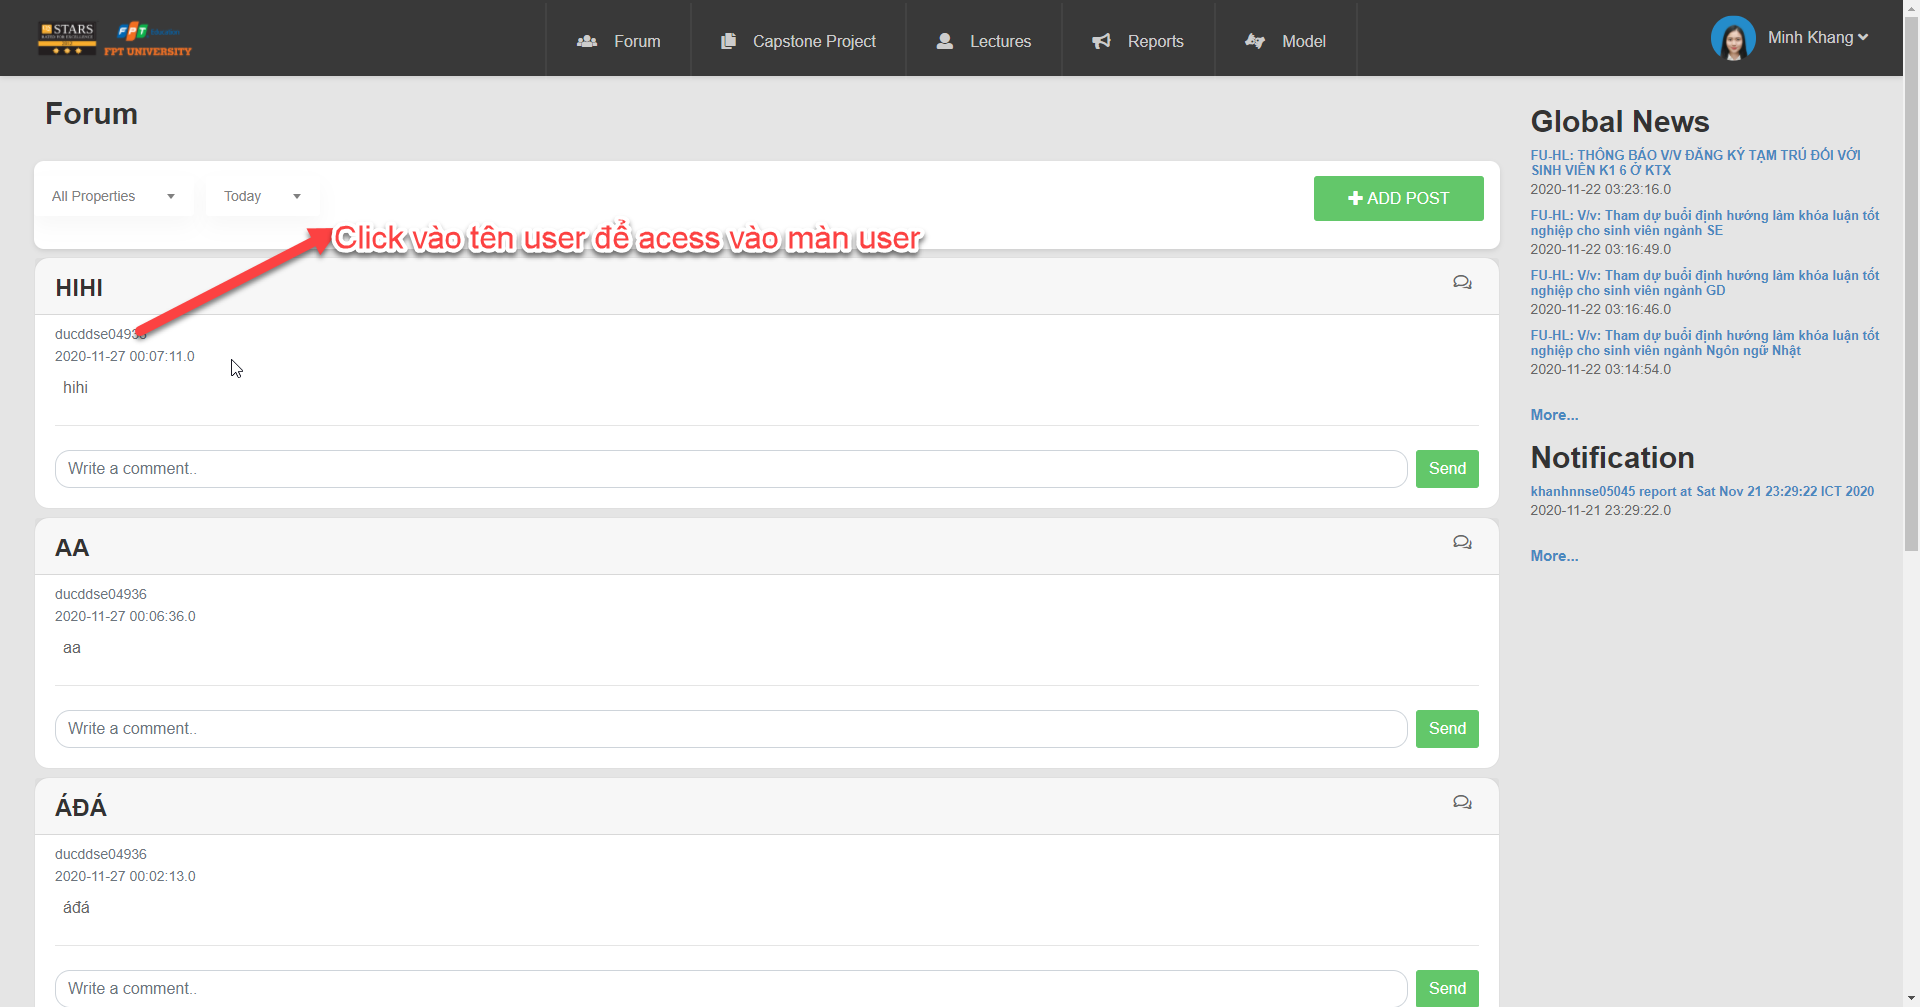 STARS
FPT Education
FPT UNIVERSITY
Forum
Capstone Project
Lectures
Reports
Model
Minh Khang
Forum
All Properties
Today
ADD POST
Click vào tên user để acess vào màn user
HIHI
ducddse04936
2020-11-27 00:07:11.0
hihi
Write a comment..
Send
AA
ducddse04936
2020-11-27 00:06:36.0
aa
Write a comment..
Send
ÁĐÁ
ducddse04936
2020-11-27 00:02:13.0
áđá
Write a comment..
Send
Global News
FU-HL: THÔNG BÁO V/V ĐĂNG KÝ TẠM TRÚ ĐỐI VỚI
SINH VIÊN K1 6 Ở KTX
2020-11-22 03:23:16.0
FU-HL: V/v: Tham dự buổi định hướng làm khóa luận tốt
nghiệp cho sinh viên ngành SE
2020-11-22 03:16:49.0
FU-HL: V/v: Tham dự buổi định hướng làm khóa luận tốt
nghiệp cho sinh viên ngành GD
2020-11-22 03:16:46.0
FU-HL: V/v: Tham dự buổi định hướng làm khóa luận tốt
nghiệp cho sinh viên ngành Ngôn ngữ Nhật
2020-11-22 03:14:54.0
More...
Notification
khanhnnse05045 report at Sat Nov 21 23:29:22 ICT 2020
2020-11-21 23:29:22.0
More...